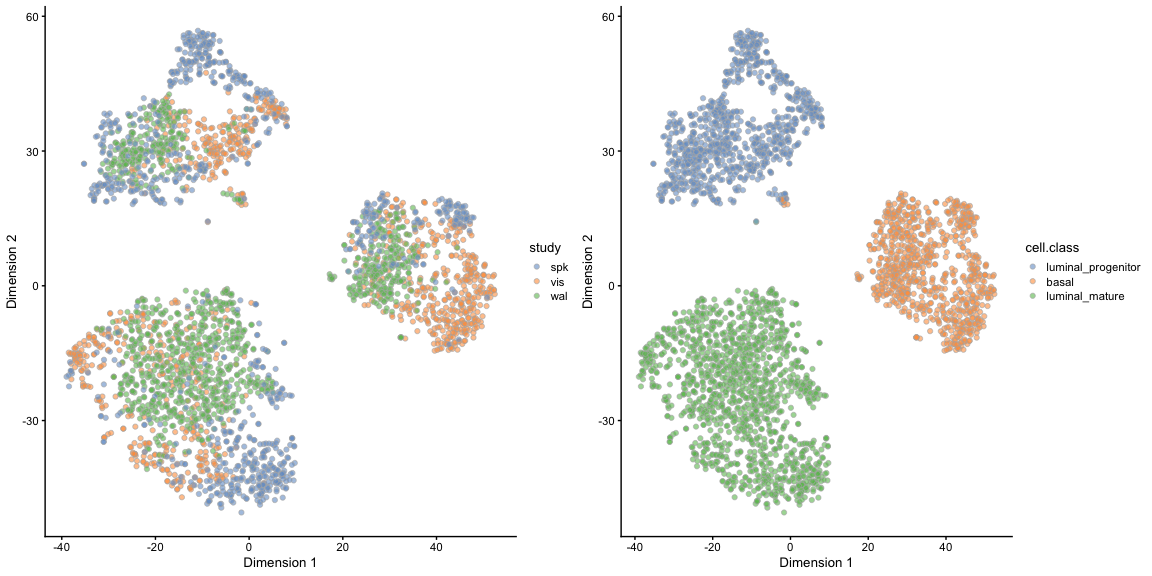 60
30
0
-30
Dimension 2
-40
-20
0
20
40
Dimension 1
study
spk
vis
wal
60
30
0
-30
Dimension 2
-40
-20
0
20
40
Dimension 1
cell.class
luminal_progenitor
basal
luminal_mature